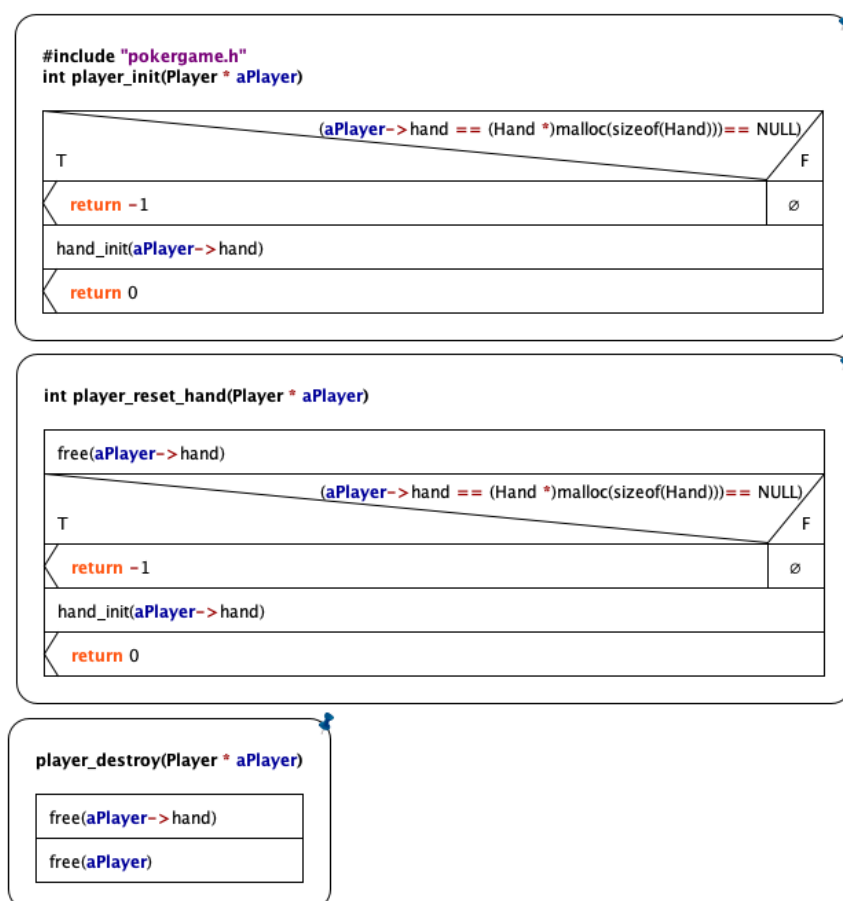 #include "pokergame.h"
int player_init(Player * aPlayer)
(aPlayer->hand == (Hand *)malloc(sizeof(Hand)))== NULL)
T F
return -1 ∅
hand_init(aPlayer->hand)
return 0
int player_reset_hand(Player * aPlayer)
free(aPlayer->hand)
(aPlayer->hand == (Hand *)malloc(sizeof(Hand)))== NULL)
T F
return -1 ∅
hand_init(aPlayer->hand)
return 0
player_destroy(Player * aPlayer)
free(aPlayer->hand)
free(aPlayer)